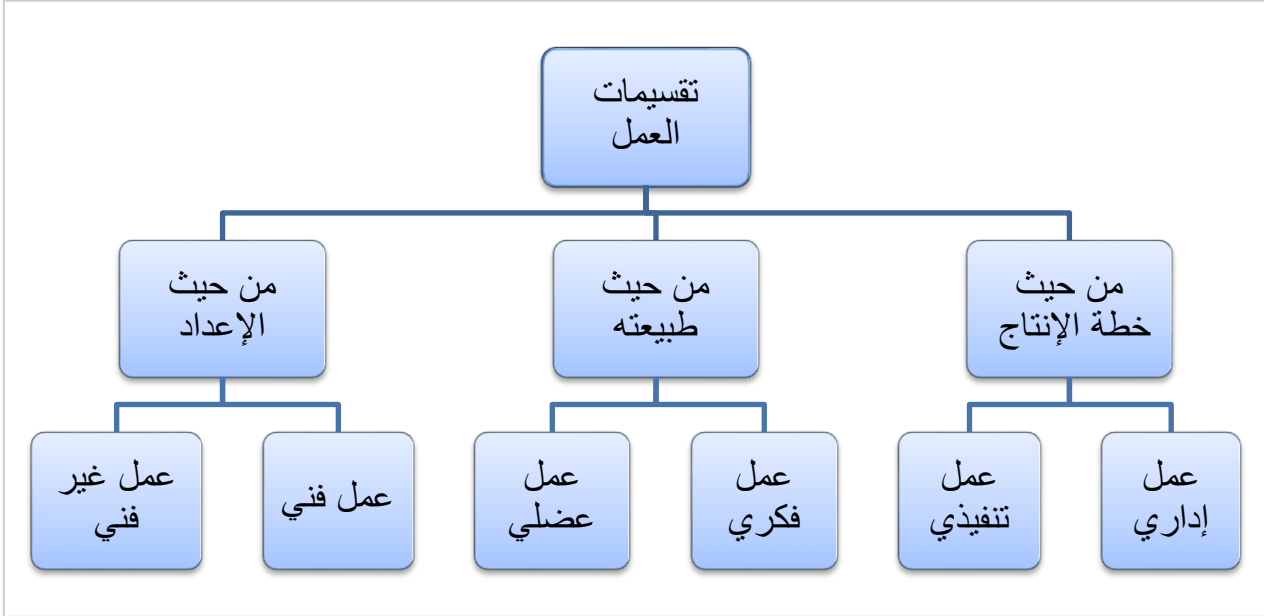 تقسيمات
العمل
من حيث
خطة الإنتاج
من حيث
طبيعته
من حيث
الإعداد
عمل
إداري
عمل
تنفيذي
عمل
فكري
عمل
عضلي
عمل فني
عمل غير
فني